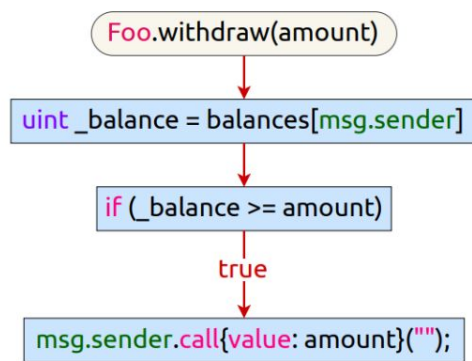 Foo.withdraw(amount)
uint _balance = balances[msg.sender]
if (_balance >= amount)
true
msg.sender.call{value: amount}("");